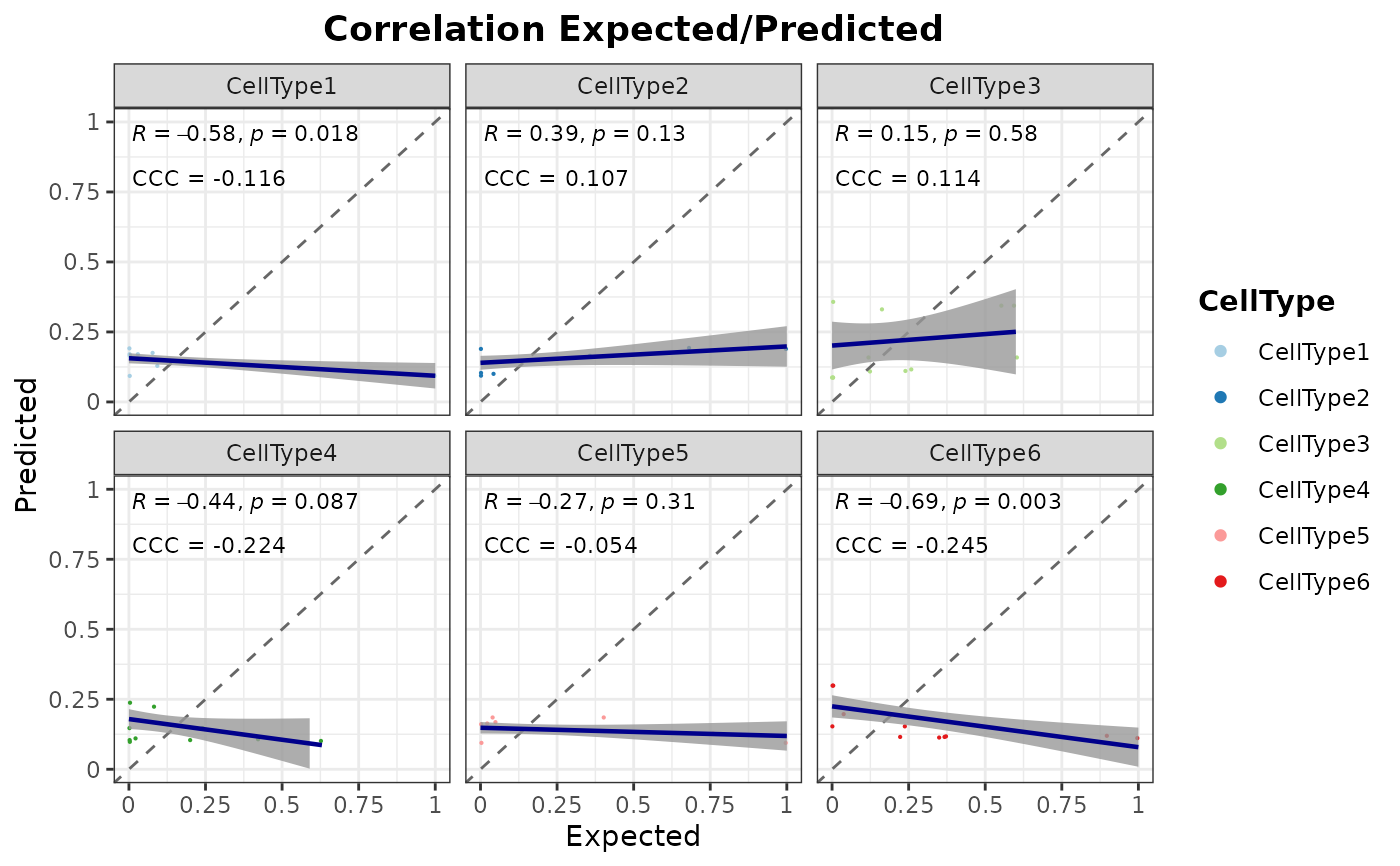 Correlation Expected/Predicted
CellType1
CellType2
CellType3
R = –0.58, p = 0.018
CCC = -0.116
R = 0.39, p = 0.13
CCC = 0.107
R = 0.15, p = 0.58
CCC = 0.114
1
0.75
0.5
0.25
0
CellType4
CellType5
CellType6
R = –0.44, p = 0.087
CCC = -0.224
R = –0.27, p = 0.31
CCC = -0.054
R = –0.69, p = 0.003
CCC = -0.245
1
0.75
0.5
0.25
0
0 0.25 0.5 0.75 1
0 0.25 0.5 0.75 1
0 0.25 0.5 0.75 1
Expected
Predicted
CellType
CellType1
CellType2
CellType3
CellType4
CellType5
CellType6